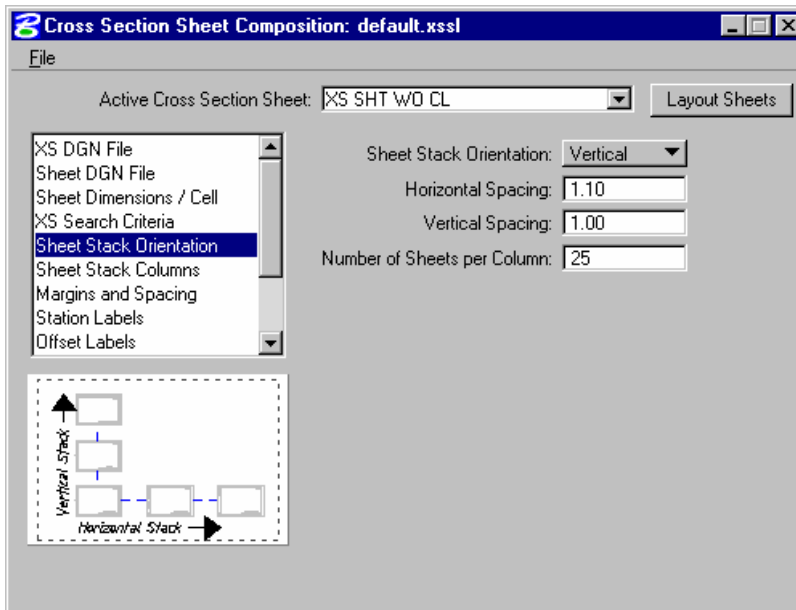 Cross Section Sheet Composition: default.xssl
File
Active Cross Section Sheet: XS SHT WO CL Layout Sheets
XS DGN File
Sheet DGN File
Sheet Dimensions / Cell
XS Search Criteria
Sheet Stack Orientation
Sheet Stack Columns
Margins and Spacing
Station Labels
Offset Labels
Sheet Stack Orientation: Vertical
Horizontal Spacing: 1.10
Vertical Spacing: 1.00
Number of Sheets per Column: 25
Vertical Stack
Horizontal Stack